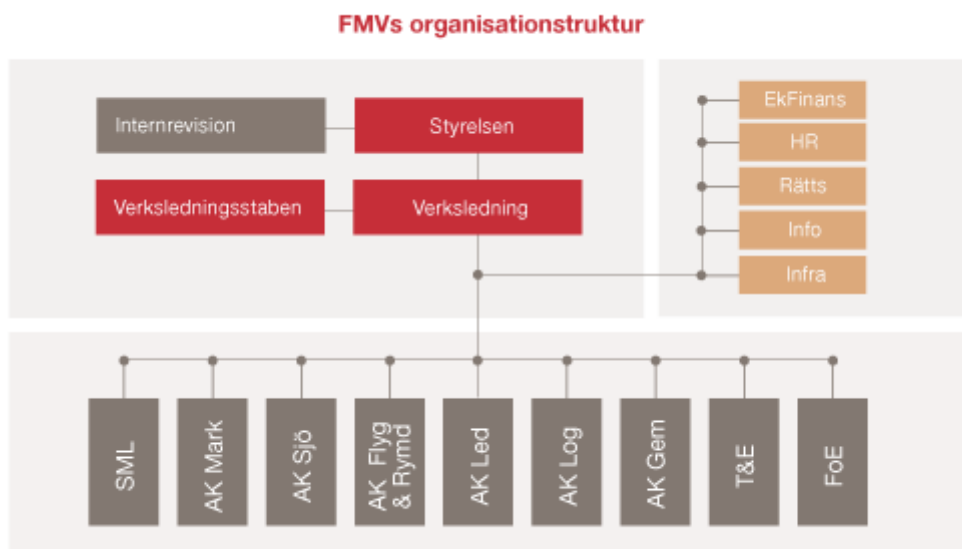 FMVs organisationstruktur
Internrevision
Styrelsen
Verksledningsstaben
Verksledning
EkFinans
HR
Rätts
Info
Infra
SML
AK Mark
AK Sjö
AK Flyg
& Rymd
AK Led
AK Log
AK Gem
T&E
FoE